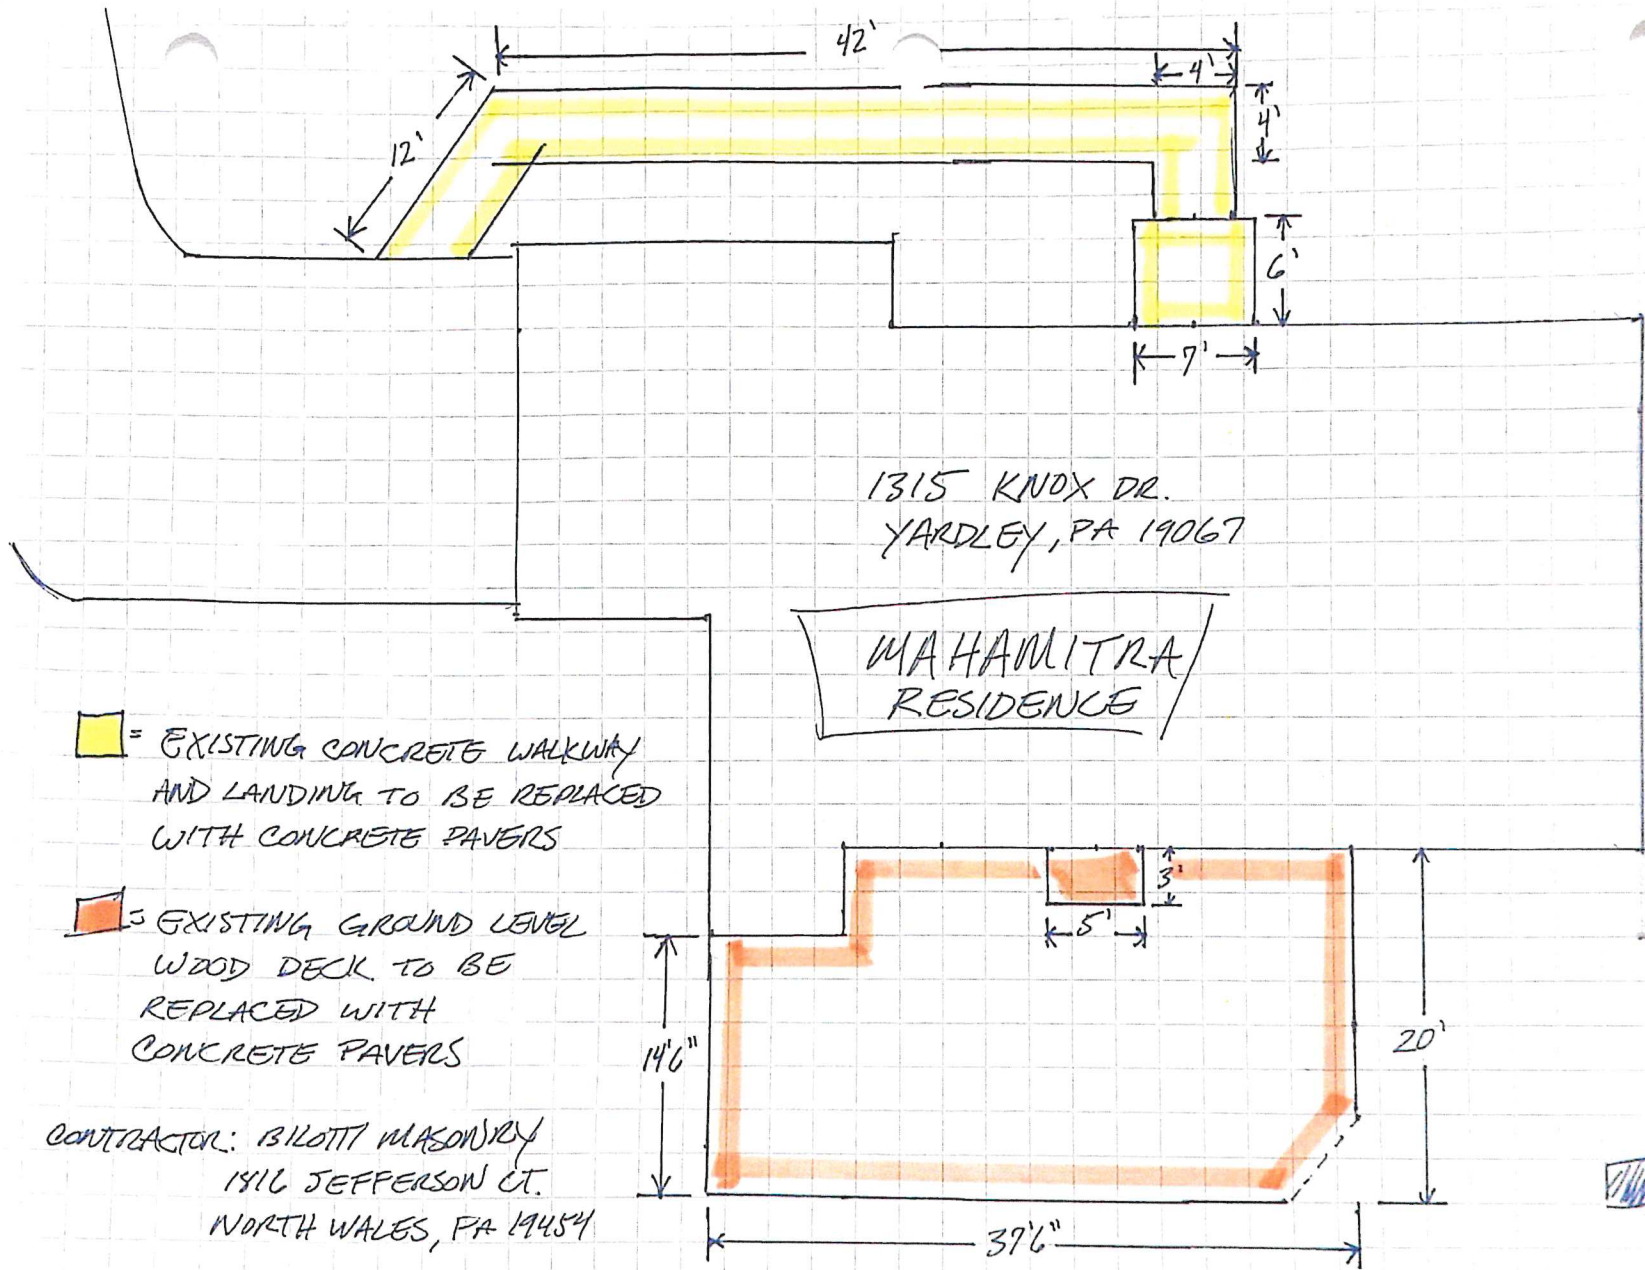 42'
4'
4'
12'
6'
7'
1315 KNOX DR.
YARDLEY, PA 19067
MAHAMITRA
RESIDENCE
= EXISTING CONCRETE WALKWAY
AND LANDING TO BE REPLACED
WITH CONCRETE PAVERS
3'
5'
= EXISTING GROUND LEVEL
WOOD DECK TO BE
REPLACED WITH
CONCRETE PAVERS
14'6"
20'
CONTRACTOR: BILOTTI MASONRY
1816 JEFFERSON CT.
NORTH WALES, PA 19454
37'6"